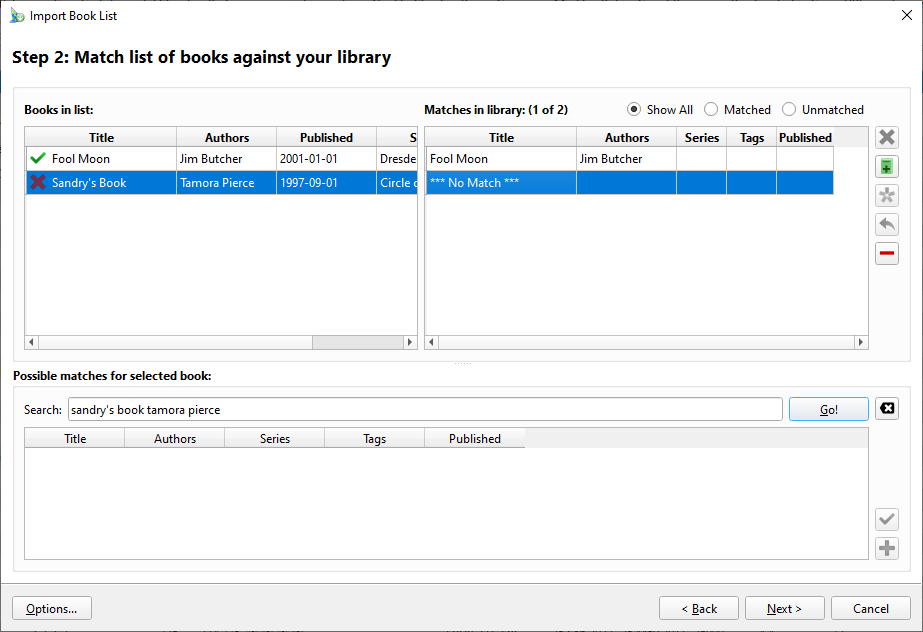 Import Book List
Step 2: Match list of books against your library
Books in list:
Matches in library: (1 of 2) Show All Matched Unmatched
Title Authors Published S
Fool Moon Jim Butcher 2001-01-01 Dresde
Sandry's Book Tamora Pierce 1997-09-01 Circle o
Title Authors Series Tags Published
Fool Moon Jim Butcher
*** No Match ***
Possible matches for selected book:
Search: sandry's book tamora pierce Go!
Title Authors Series Tags Published
Options... < Back Next > Cancel